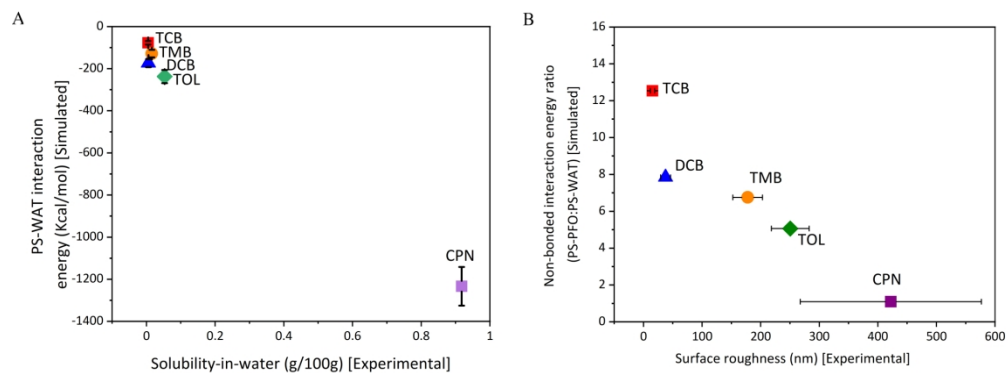 A
0
-200
-400
-600
-800
-1000
-1200
-1400
PS-WAT interaction
energy (Kcal/mol) [Simulated]
TCB
TMB
DCB
TOL
CPN
0
0.2
0.4
0.6
0.8
1
Solubility-in-water (g/100g) [Experimental]
B
16
14
12
10
8
6
4
2
0
Non-bonded interaction energy ratio
(PS-PFO:PS-WAT) [Simulated]
TCB
DCB
TMB
TOL
CPN
0
100
200
300
400
500
600
Surface roughness (nm) [Experimental]